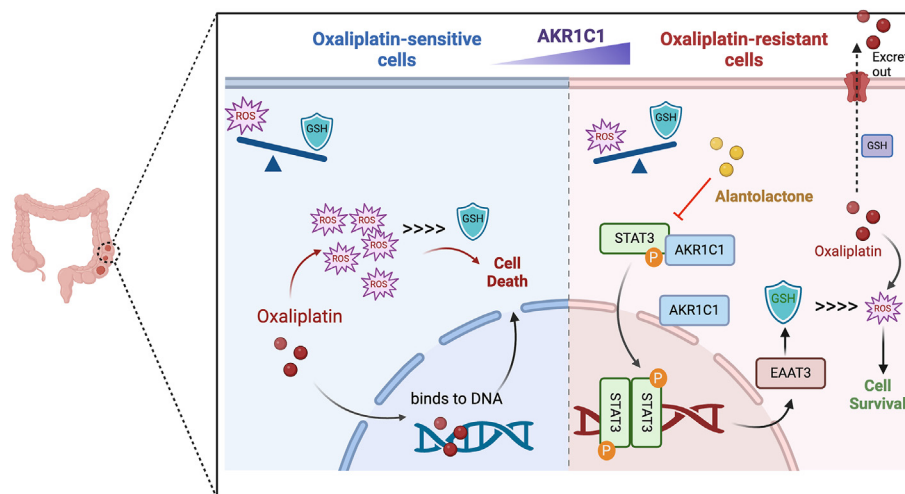 Oxaliplatin-sensitive
cells
AKR1C1
Oxaliplatin-resistant
cells
Excret
out
ROS
GSH
ROS
GSH
GSH
Alantolactone
ROS
ROS
ROS
ROS
ROS
>>>>
GSH
STAT3
P
AKR1C1
Oxaliplatin
Cell
Death
Oxaliplatin
AKR1C1
GSH
>>>>
ROS
binds to DNA
EAAT3
Cell
Survival
STAT3
STAT3
P
P